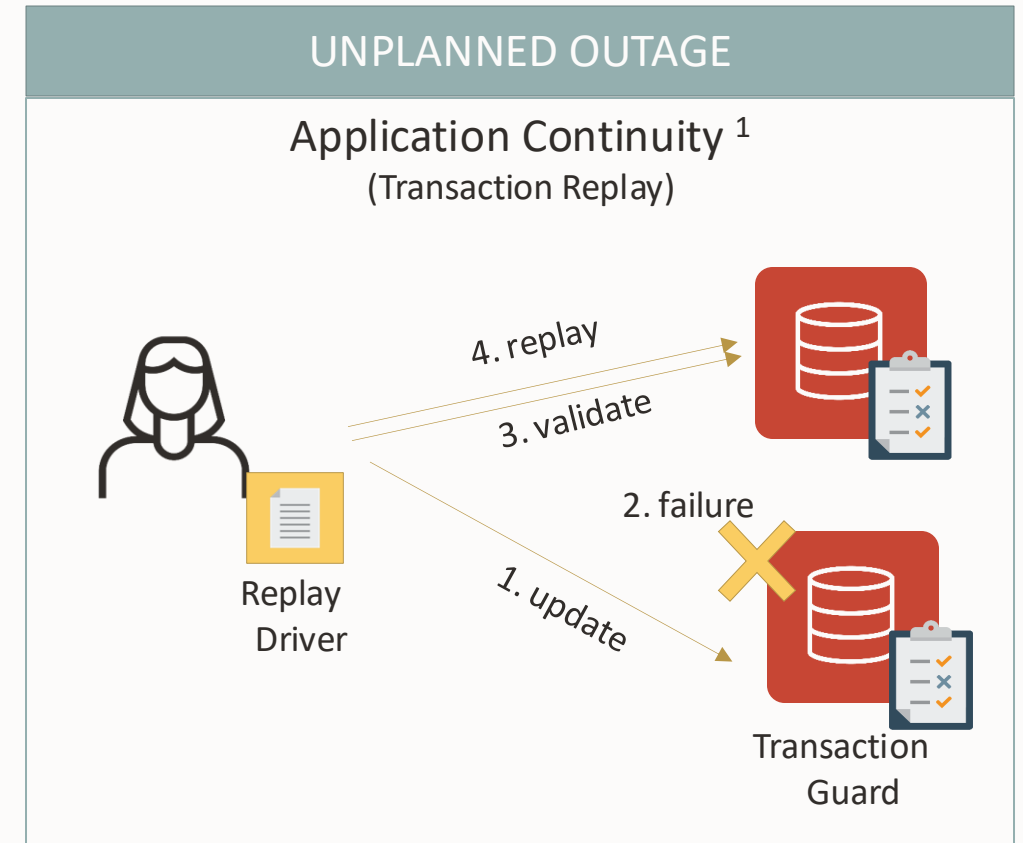 UNPLANNED OUTAGE
Application Continuity 1
(Transaction Replay)
4. replay
3. validate
2. failure
1. update
Replay
Driver
Transaction
Guard